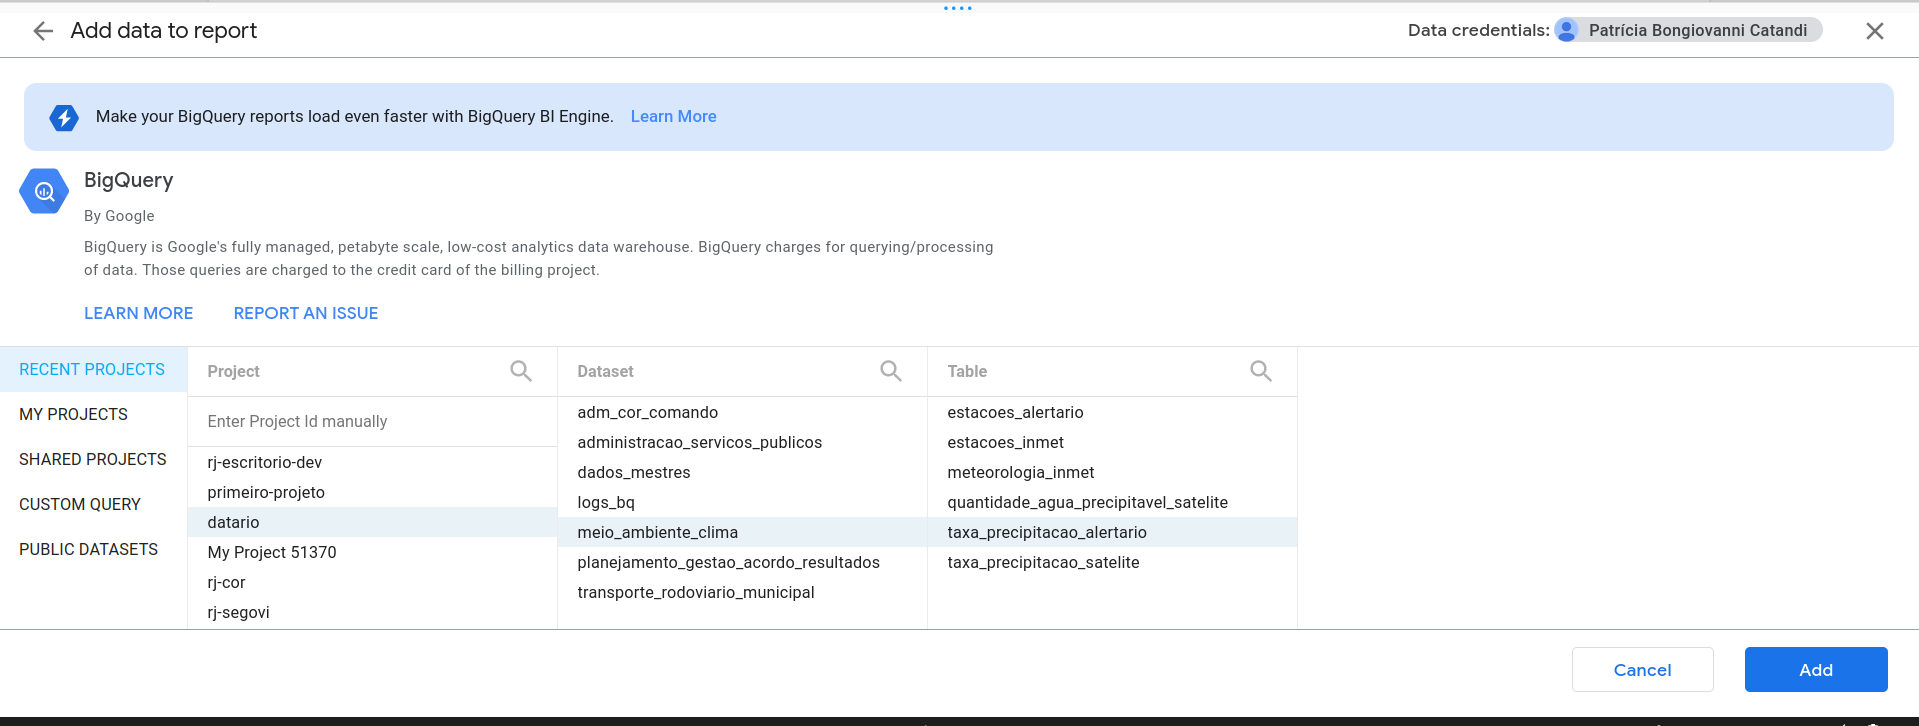 Add data to report
Data credentials: Patrícia Bongiovanni Catandi
Make your BigQuery reports load even faster with BigQuery BI Engine. Learn More
BigQuery
By Google
BigQuery is Google's fully managed, petabyte scale, low-cost analytics data warehouse. BigQuery charges for querying/processing
of data. Those queries are charged to the credit card of the billing project.
LEARN MORE REPORT AN ISSUE
RECENT PROJECTS
MY PROJECTS
SHARED PROJECTS
CUSTOM QUERY
PUBLIC DATASETS
Project
Enter Project Id manually
rj-escritorio-dev
primeiro-projeto
datario
My Project 51370
rj-cor
rj-segovi
Dataset
adm_cor_comando
administracao_servicos_publicos
dados_mestres
logs_bq
meio_ambiente_clima
planejamento_gestao_acordo_resultados
transporte_rodoviario_municipal
Table
estacoes_alertario
estacoes_inmet
meteorologia_inmet
quantidade_agua_precipitavel_satelite
taxa_precipitacao_alertario
taxa_precipitacao_satelite
Cancel
Add